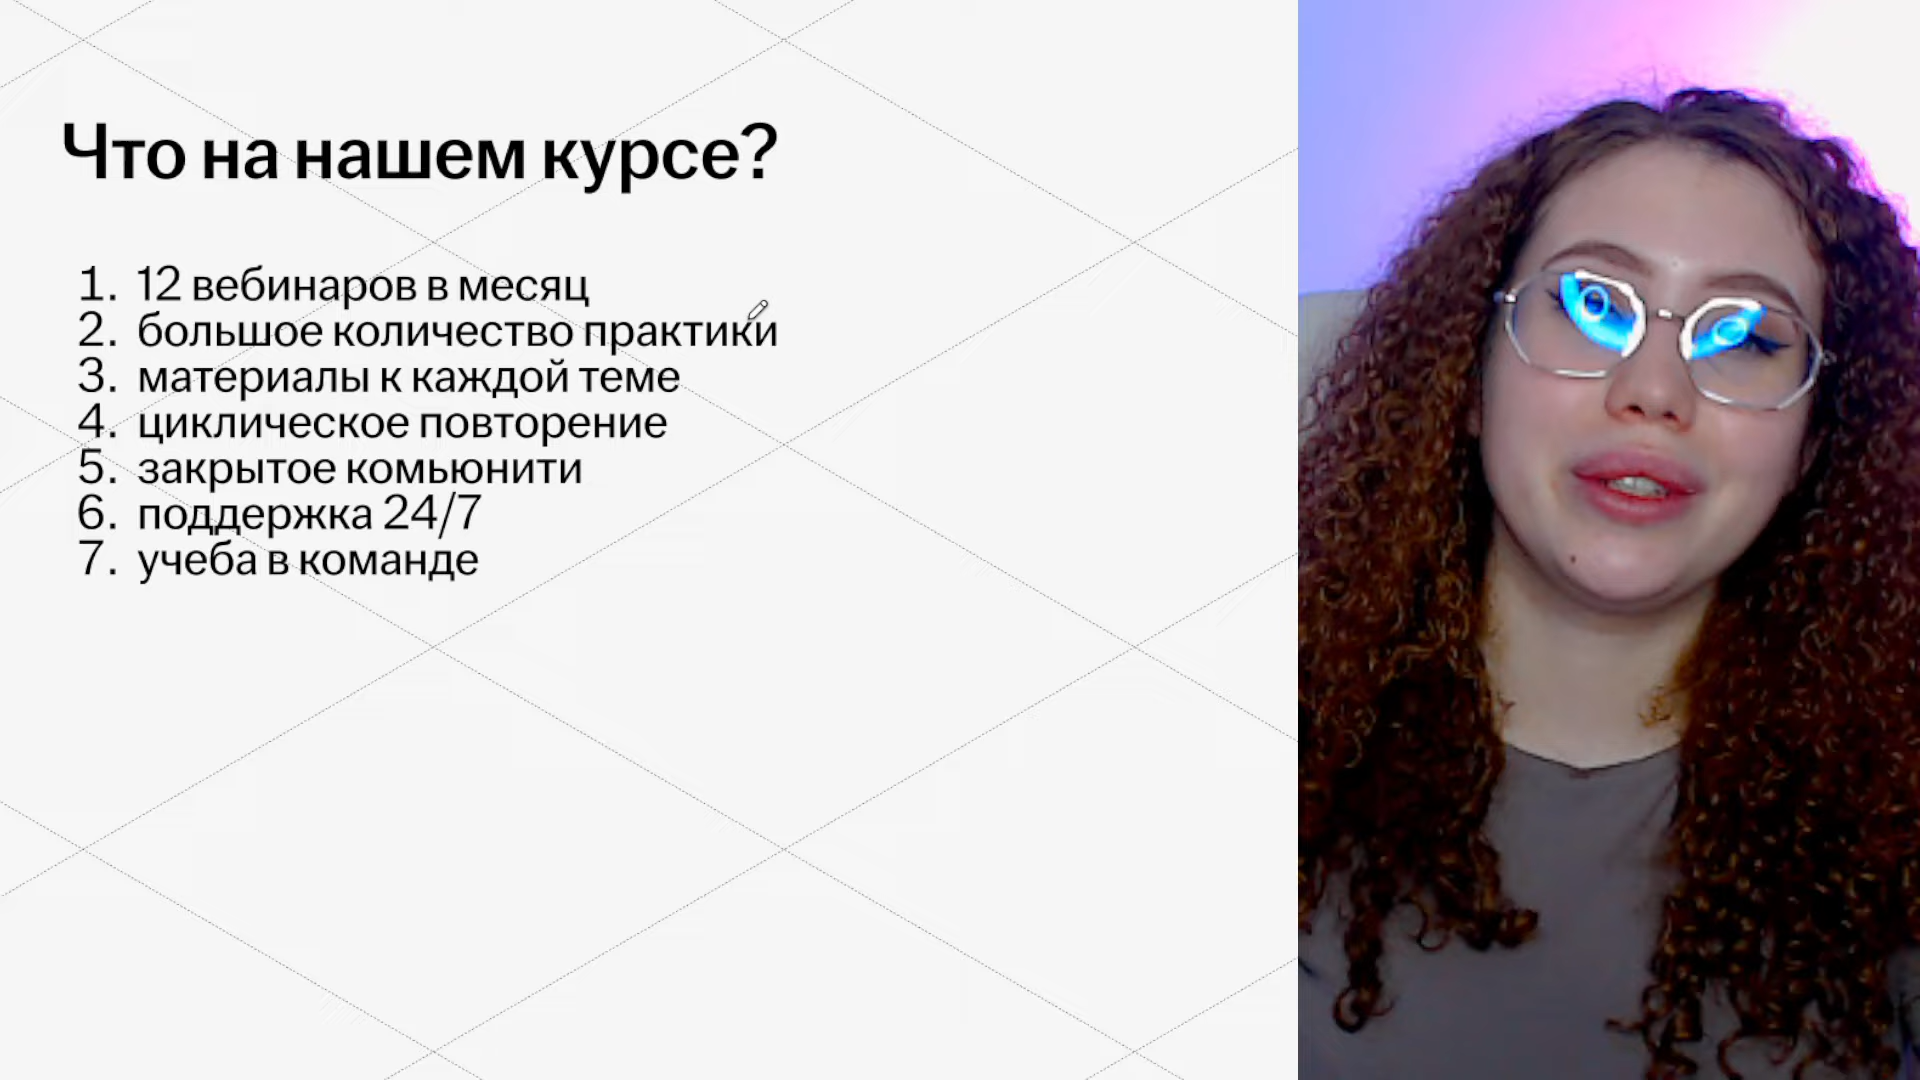 Что на нашем курсе?
1. 12 вебинаров в месяц
2. большое количество практики
3. материалы к каждой теме
4. циклическое повторение
5. закрытое комьюнити
6. поддержка 24/7
7. учеба в команде